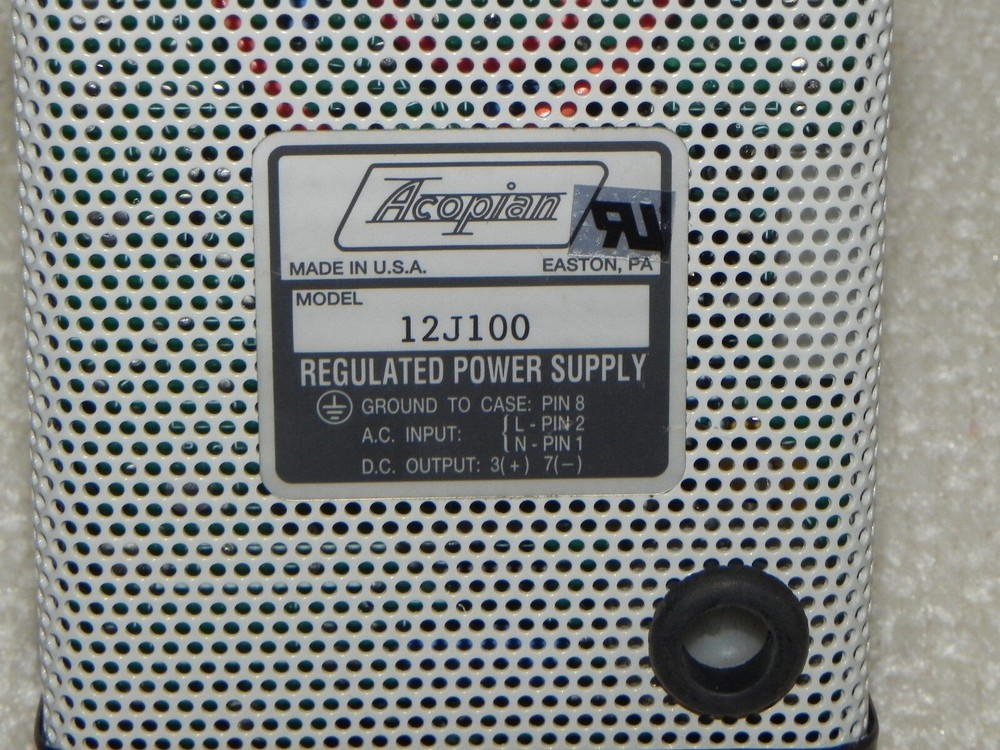 Acopian
RU
MADE IN U.S.A. EASTON, PA
MODEL
12J100
REGULATED POWER SUPPLY
GROUND TO CASE: PIN 8
A.C. INPUT: { L - PIN 2
N - PIN 1
D.C. OUTPUT: 3(+) 7(−)